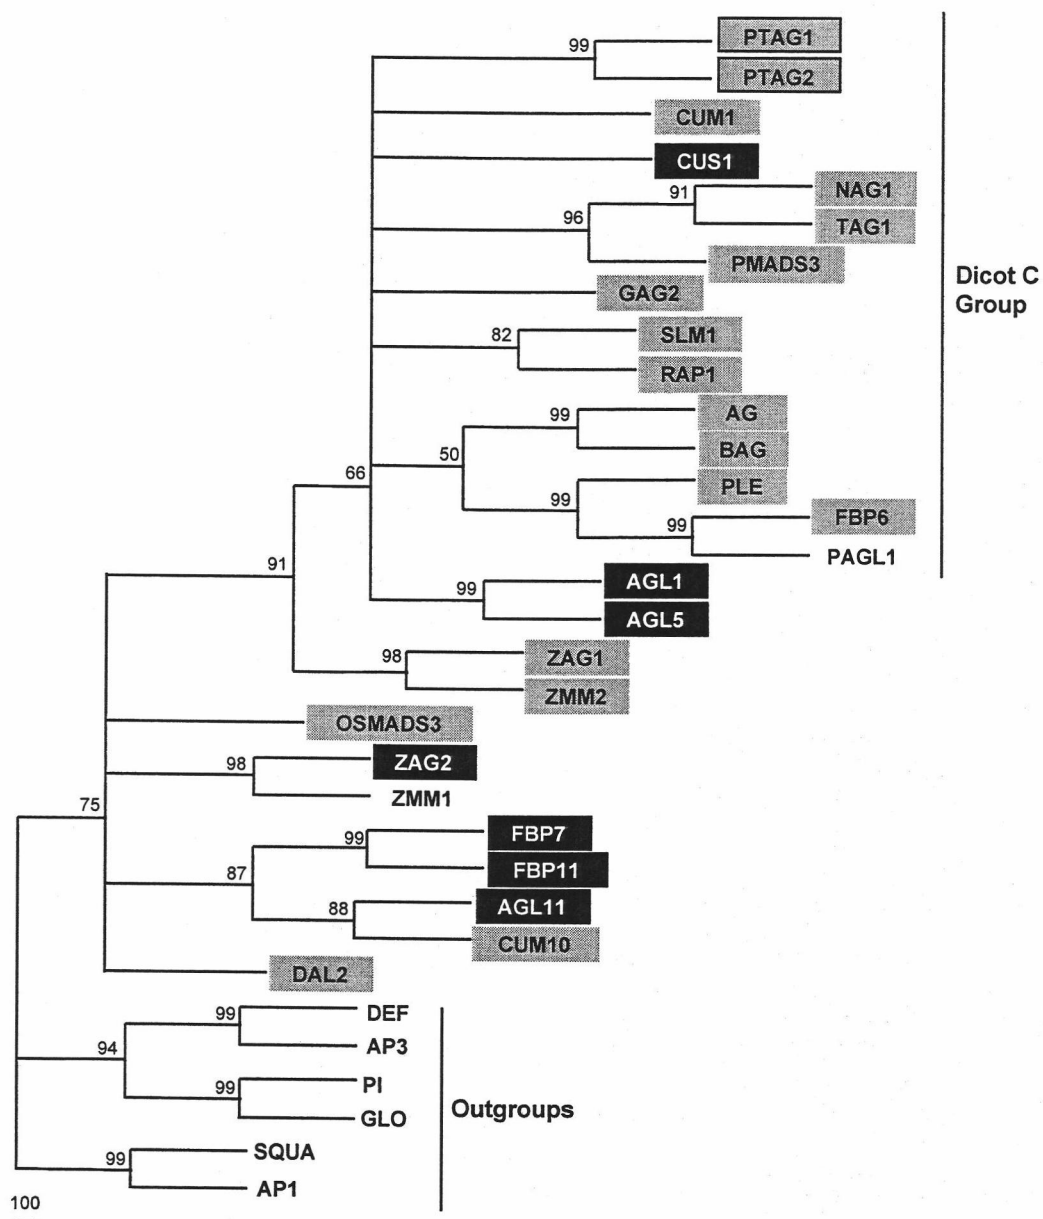 99
PTAG1
PTAG2
CUM1
CUS1
91
NAG1
96
TAG1
PMADS3
Dicot C
Group
GAG2
82
SLM1
RAP1
99
AG
50
BAG
66
PLE
99
99
FBP6
PAGL1
91
99
AGL1
AGL5
98
ZAG1
ZMM2
OSMADS3
98
ZAG2
ZMM1
75
99
FBP7
87
FBP11
88
AGL11
CUM10
DAL2
99
DEF
94
AP3
99
PI
GLO
Outgroups
99
SQUA
AP1
100